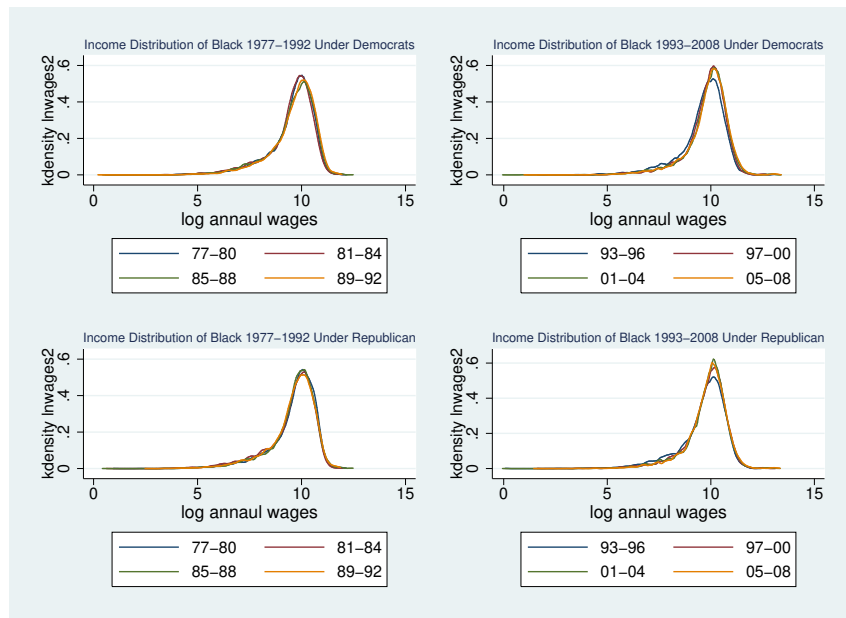 Income Distribution of Black 1977−1992 Under Democrats
kdensity lnwages2
0 .2 .4 .6
0 5 10 15
log annaul wages
77−80 81−84
85−88 89−92
Income Distribution of Black 1993−2008 Under Democrats
kdensity lnwages2
0 .2 .4 .6
0 5 10 15
log annaul wages
93−96 97−00
01−04 05−08
Income Distribution of Black 1977−1992 Under Republican
kdensity lnwages2
0 .2 .4 .6
0 5 10 15
log annaul wages
77−80 81−84
85−88 89−92
Income Distribution of Black 1993−2008 Under Republican
kdensity lnwages2
0 .2 .4 .6
0 5 10 15
log annaul wages
93−96 97−00
01−04 05−08